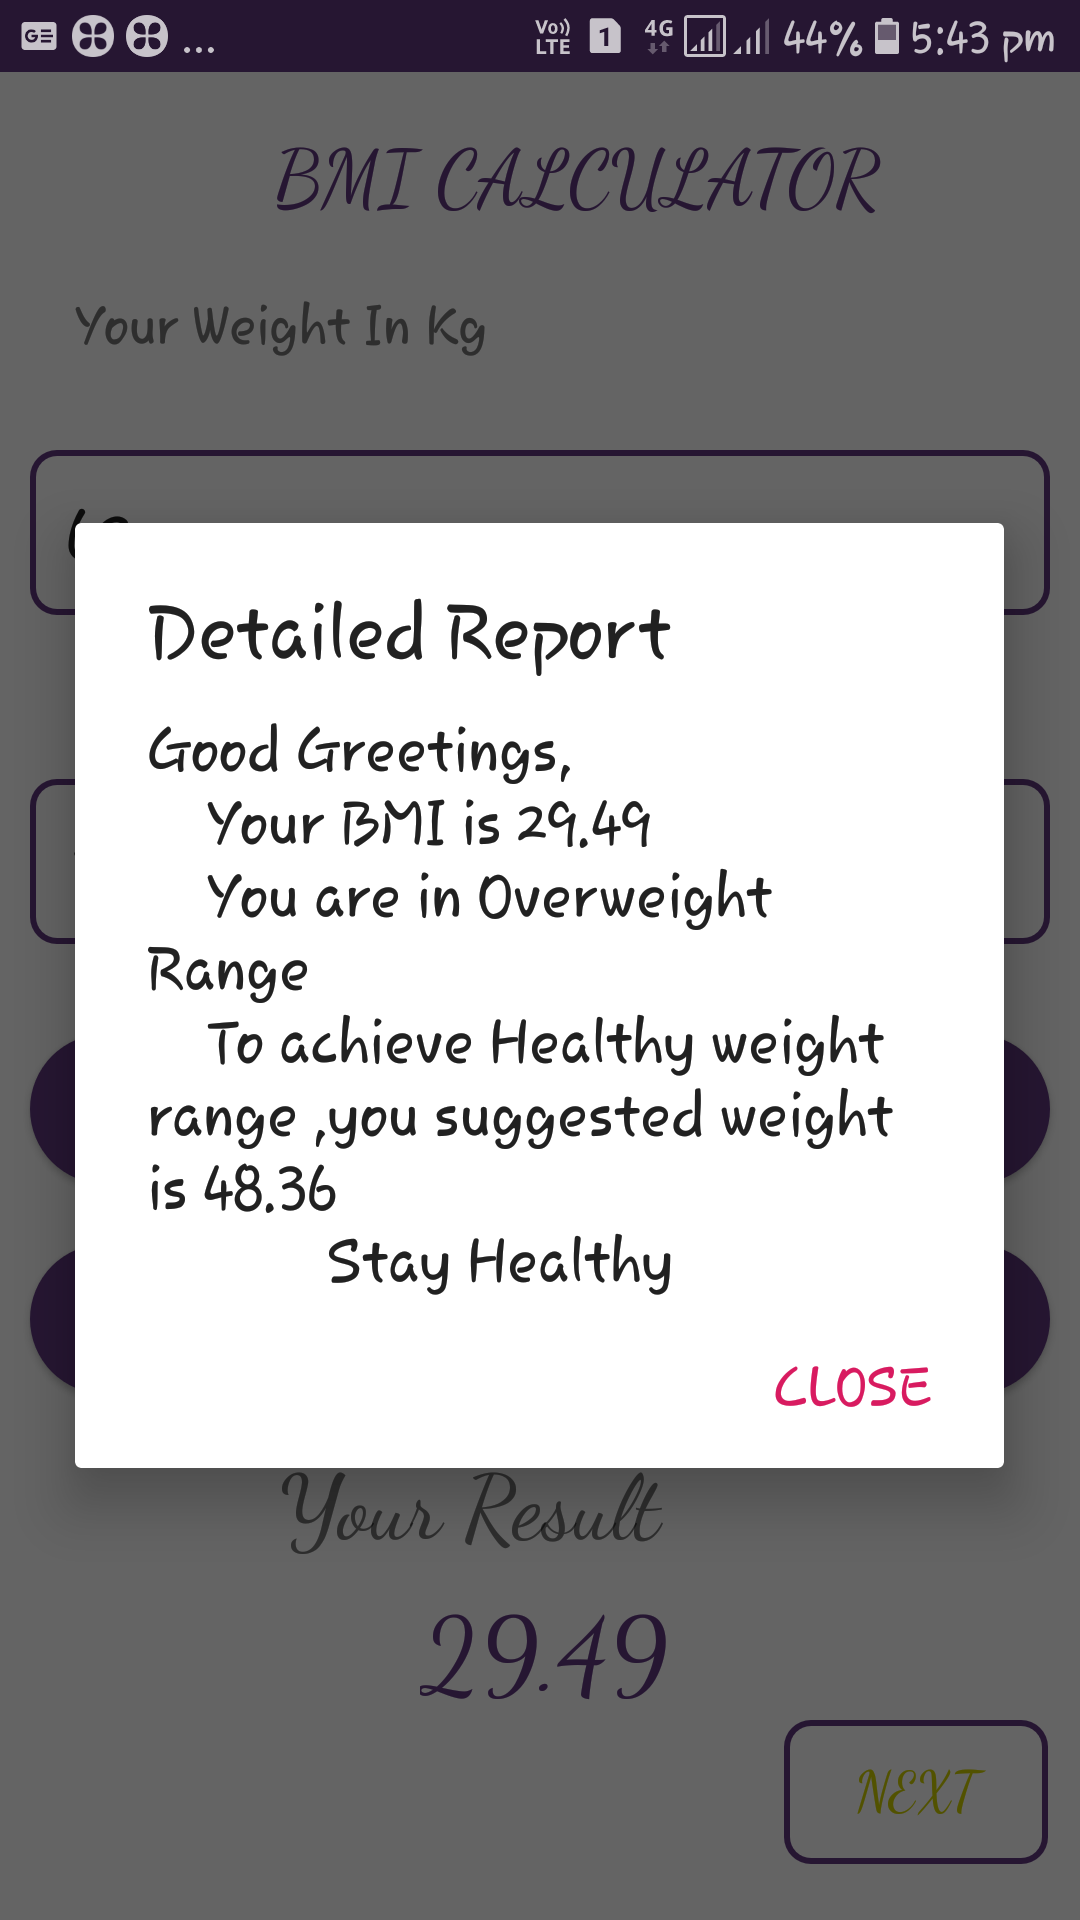 GE ... Vo)) LTE 1 4G 44% 5:43 pm
BMI CALCULATOR
Your Weight In Kg
Detailed Report
Good Greetings,
Your BMI is 29.49
You are in Overweight
Range
To achieve Healthy weight
range ,you suggested weight
is 48.36
Stay Healthy
CLOSE
Your Result
29.49
NEXT